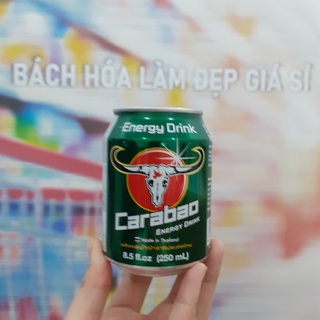 BÁCH HÓA LÀM ĐẸP GIÁ SỈ
Energy Drink
Carabao
ENERGY DRINK
Made in Thailand
8.5 fl.oz (250 mL)